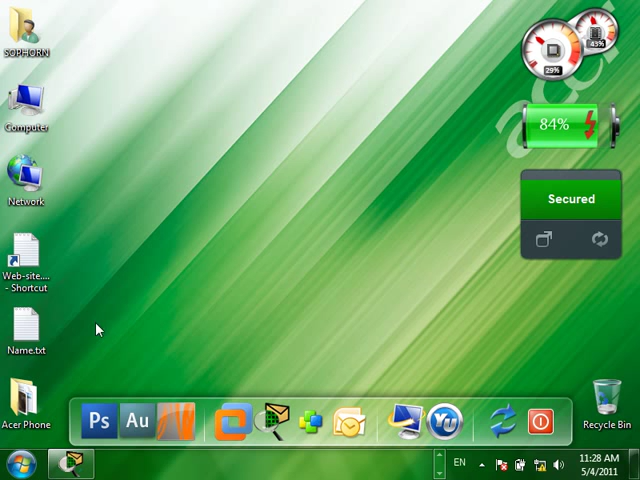 SOPHORN
Computer
Network
Web-site....
- Shortcut
Name.txt
Acer Phone
43%
29%
acer
84%
Secured
Ps
Au
Yu
Recycle Bin
EN
11:28 AM
5/4/2011